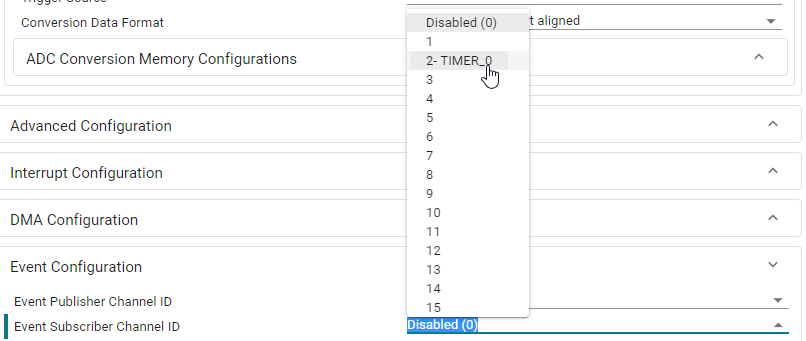 Trigger Source
Conversion Data Format
t aligned
ADC Conversion Memory Configurations
Advanced Configuration
Interrupt Configuration
DMA Configuration
Event Configuration
Event Publisher Channel ID
Event Subscriber Channel ID
Disabled (0)
1
2- TIMER_0
3
4
5
6
7
8
9
10
11
12
13
14
15
Disabled (0)